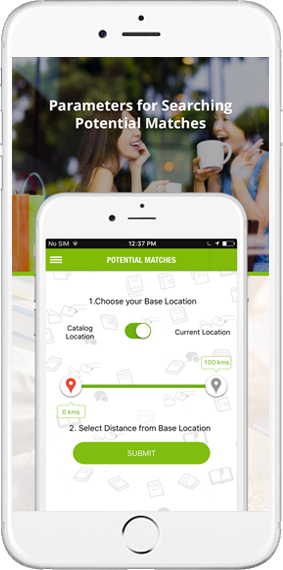 Parameters for Searching
Potential Matches
No SIM 12:37 PM
POTENTIAL MATCHES
1.Choose your Base Location
Catalog
Location
Current Location
100 kms
0 kms
2. Select Distance from Base Location
SUBMIT